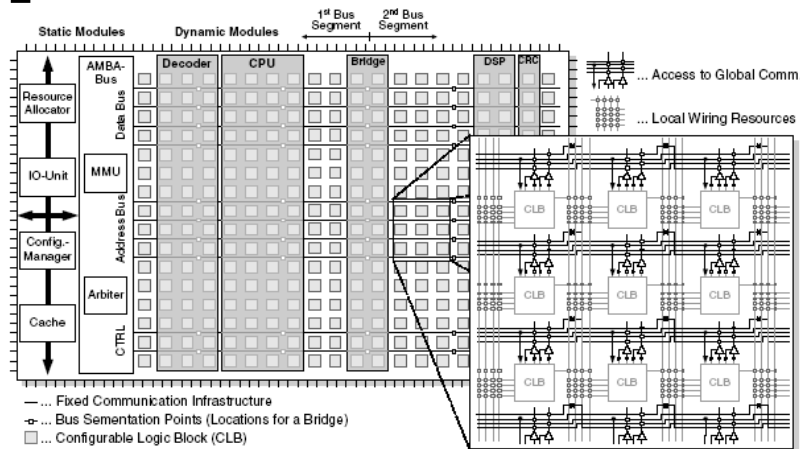 1st Bus Segment
2nd Bus Segment
Static Modules
Dynamic Modules
AMBA-Bus
Decoder
CPU
Bridge
DSP
CRC
Resource Allocator
IO-Unit
Config.-Manager
Cache
Data Bus
MMU
Address Bus
Arbiter
CTRL
... Access to Global Comm.
... Local Wiring Resources
CLB
CLB
CLB
CLB
CLB
CLB
CLB
CLB
CLB
... Fixed Communication Infrastructure
... Bus Sementation Points (Locations for a Bridge)
... Configurable Logic Block (CLB)